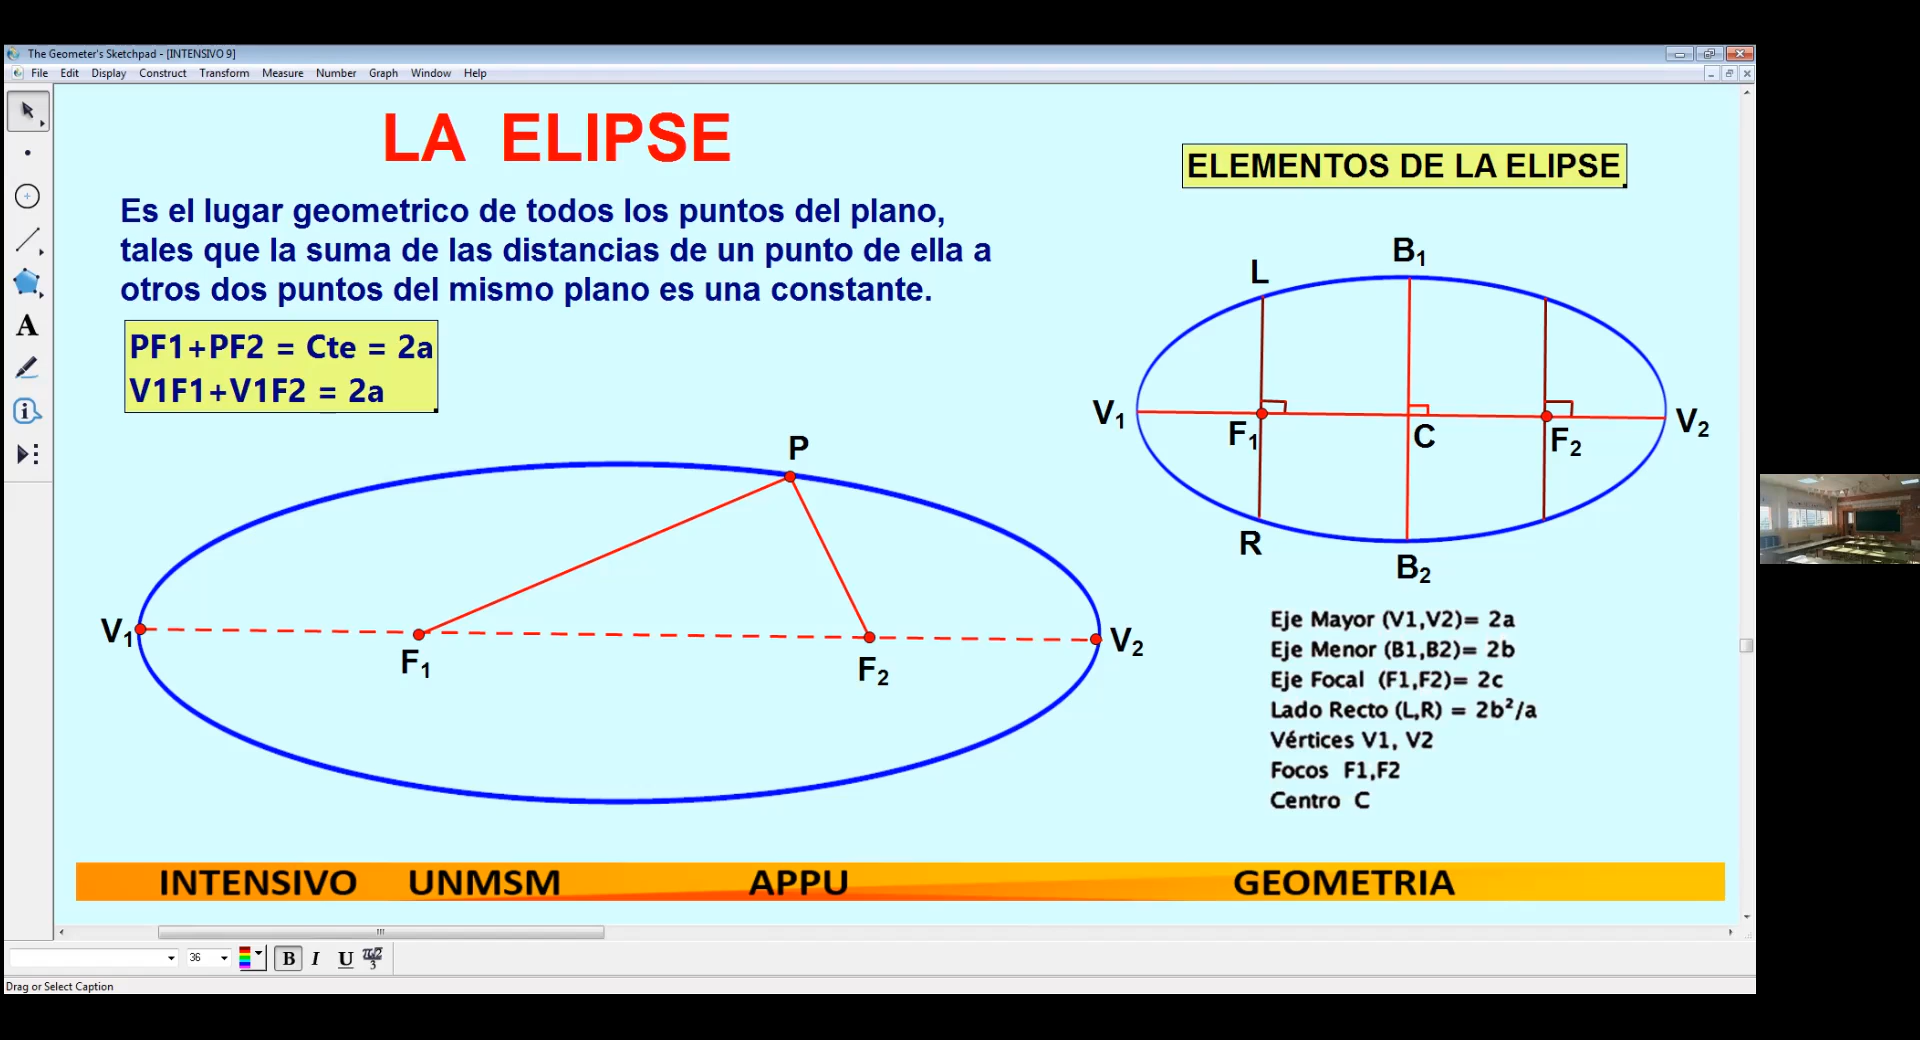 The Geometer's Sketchpad - [INTENSIVO 9]
File Edit Display Construct Transform Measure Number Graph Window Help
LA ELIPSE
Es el lugar geometrico de todos los puntos del plano,
tales que la suma de las distancias de un punto de ella a
otros dos puntos del mismo plano es una constante.
PF1+PF2 = Cte = 2a
V1F1+V1F2 = 2a
P
V₁
F₁
F₂
V₂
ELEMENTOS DE LA ELIPSE
L
B₁
V₁
F₁
C
F₂
V₂
R
B₂
Eje Mayor (V1,V2)= 2a
Eje Menor (B1,B2)= 2b
Eje Focal (F1,F2)= 2c
Lado Recto (L,R) = 2b²/a
Vértices V1, V2
Focos F1,F2
Centro C
INTENSIVO UNMSM APPU GEOMETRIA
A
36 B I U
Drag or Select Caption